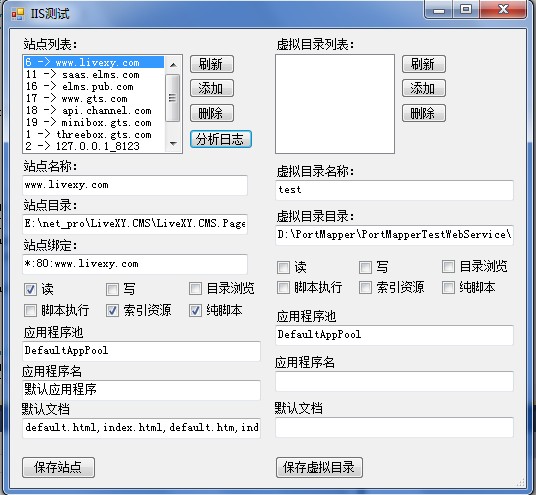 IIS测试
站点列表：
6 -> www.livexy.com
11 -> saas.elms.com
16 -> elms.pub.com
17 -> www.gts.com
18 -> api.channel.com
19 -> minibox.gts.com
1 -> threebox.gts.com
2 -> 127.0.0.1_8123
刷新
添加
删除
分析日志
站点名称：
www.livexy.com
站点目录：
E:\net_pro\LiveXY.CMS\LiveXY.CMS.Page
站点绑定：
*:80:www.livexy.com
读 写 目录浏览
脚本执行 索引资源 纯脚本
应用程序池
DefaultAppPool
应用程序名
默认应用程序
默认文档
default.html,index.html,default.htm,ind
保存站点
虚拟目录列表：
刷新
添加
删除
虚拟目录名称：
test
虚拟目录目录：
D:\PortMapper\PortMapperTestWebService\
读 写 目录浏览
脚本执行 索引资源 纯脚本
应用程序池
DefaultAppPool
应用程序名
默认文档
保存虚拟目录